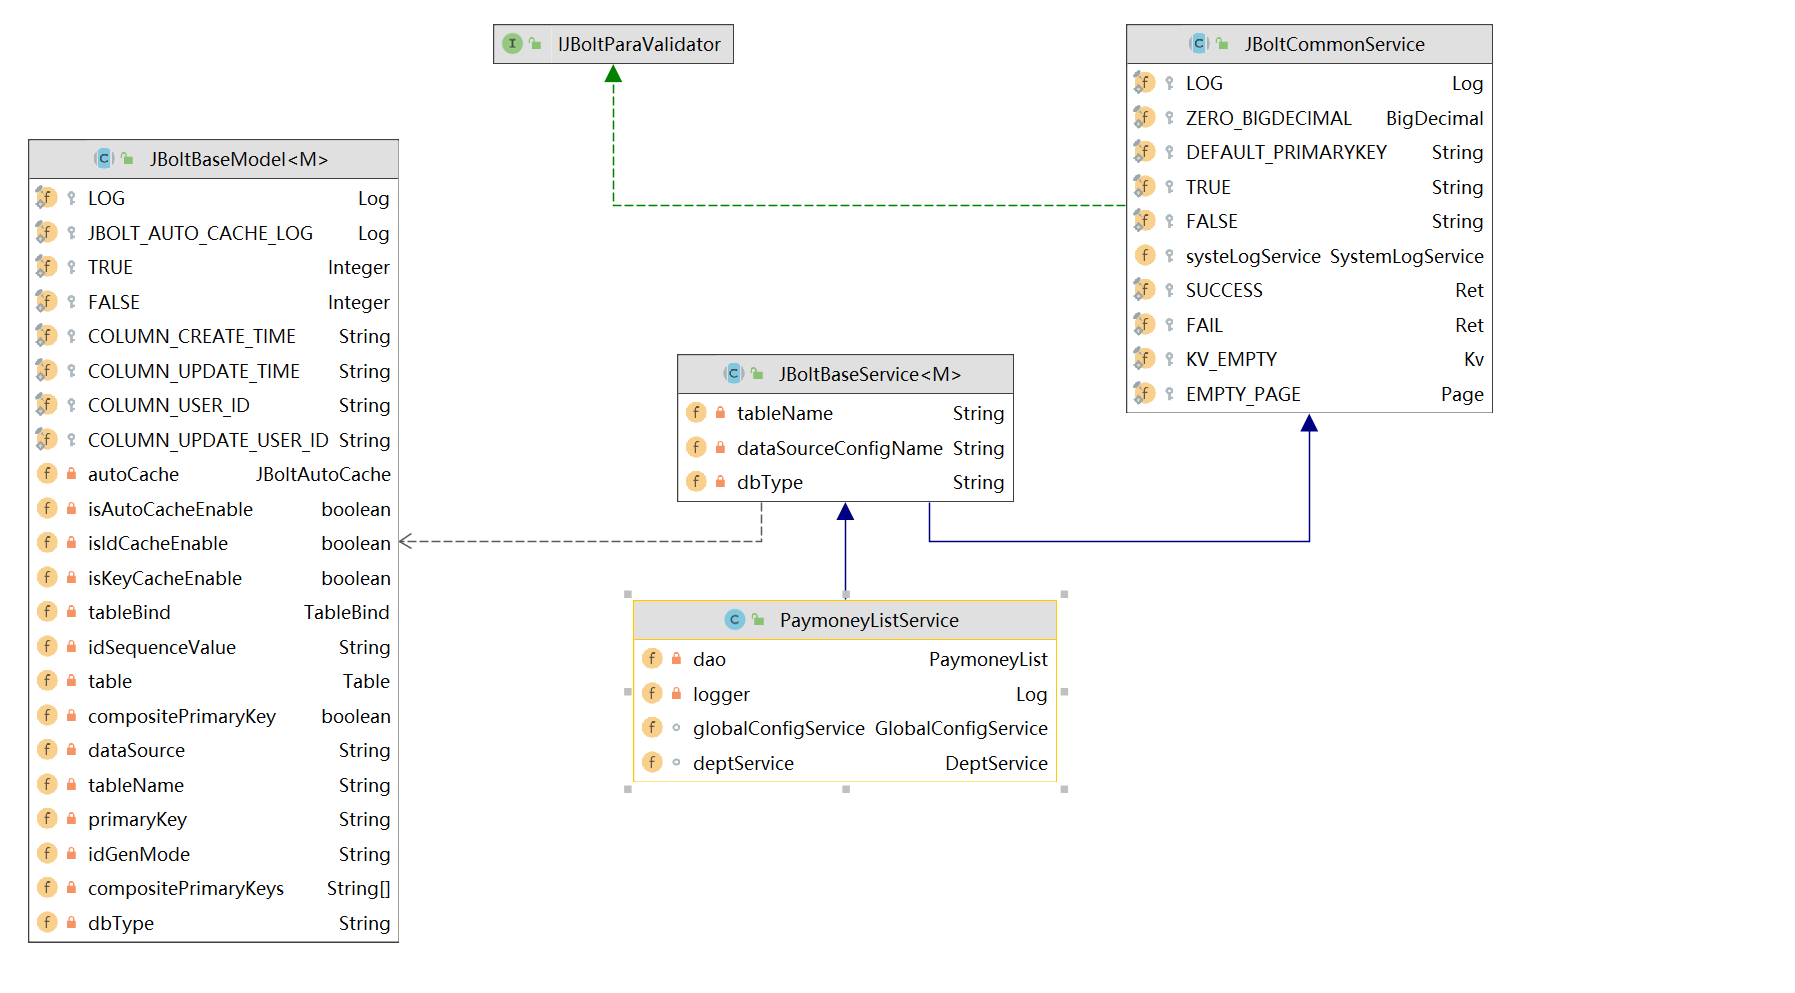 IJBoltParaValidator
JBoltCommonService
LOG Log
ZERO_BIGDECIMAL BigDecimal
DEFAULT_PRIMARYKEY String
TRUE String
FALSE String
systeLogService SystemLogService
SUCCESS Ret
FAIL Ret
KV_EMPTY Kv
EMPTY_PAGE Page
JBoltBaseModel<M>
LOG Log
JBOLT_AUTO_CACHE_LOG Log
TRUE Integer
FALSE Integer
COLUMN_CREATE_TIME String
COLUMN_UPDATE_TIME String
COLUMN_USER_ID String
COLUMN_UPDATE_USER_ID String
autoCache JBoltAutoCache
isAutoCacheEnable boolean
isIdCacheEnable boolean
isKeyCacheEnable boolean
tableBind TableBind
idSequenceValue String
table Table
compositePrimaryKey boolean
dataSource String
tableName String
primaryKey String
idGenMode String
compositePrimaryKeys String[]
dbType String
JBoltBaseService<M>
tableName String
dataSourceConfigName String
dbType String
PaymoneyListService
dao PaymoneyList
logger Log
globalConfigService GlobalConfigService
deptService DeptService